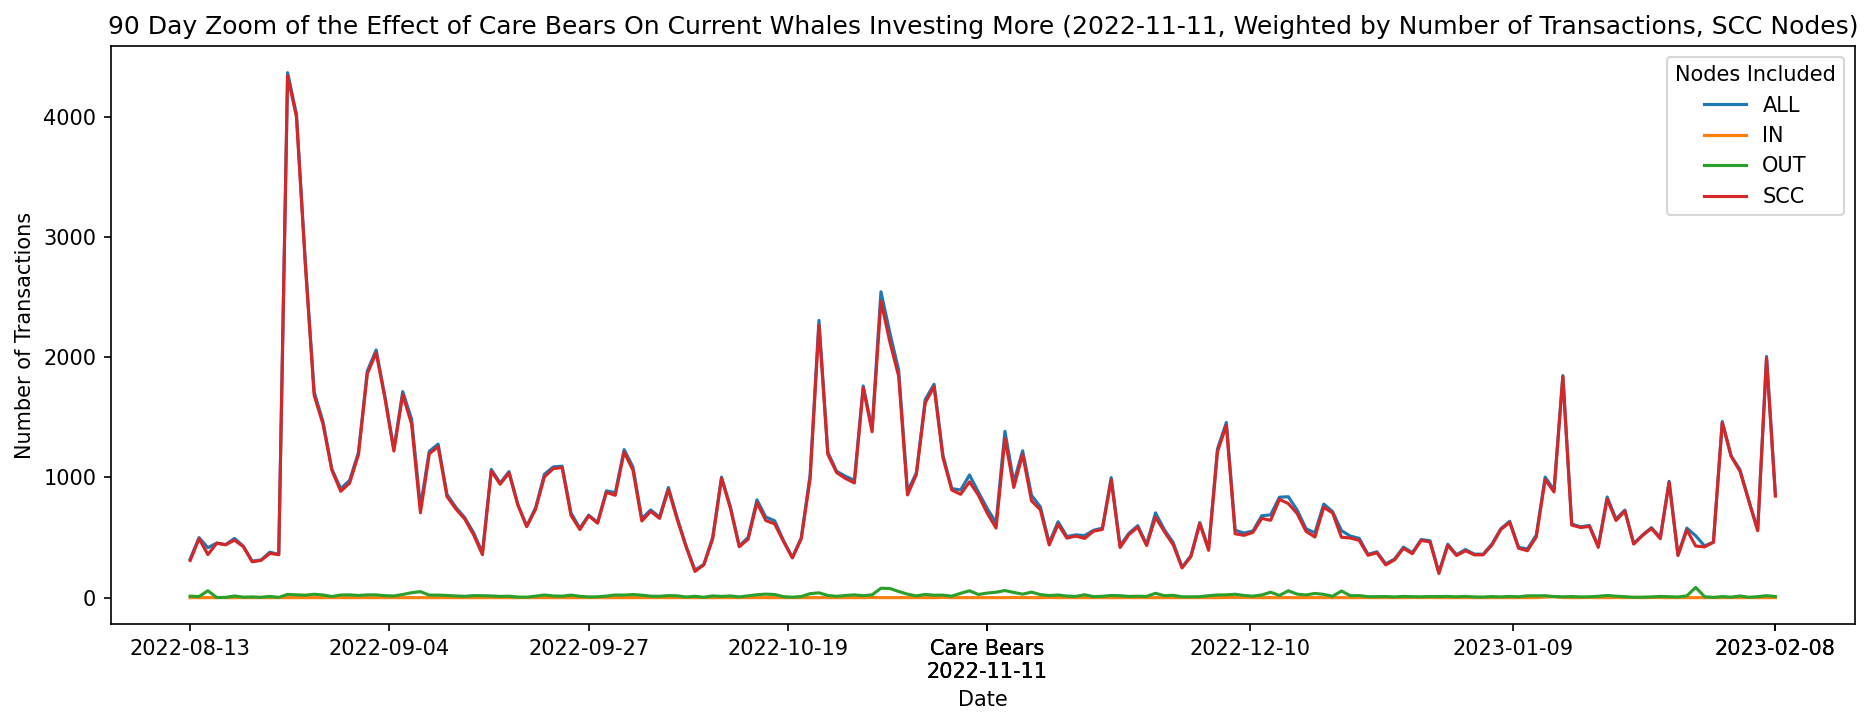 90 Day Zoom of the Effect of Care Bears On Current Whales Investing More (2022-11-11, Weighted by Number of Transactions, SCC Nodes)
Nodes Included
ALL
IN
OUT
SCC
Number of Transactions
4000
3000
2000
1000
0
2022-08-13
2022-09-04
2022-09-27
2022-10-19
Care Bears
2022-11-11
2022-12-10
2023-01-09
2023-02-08
Date